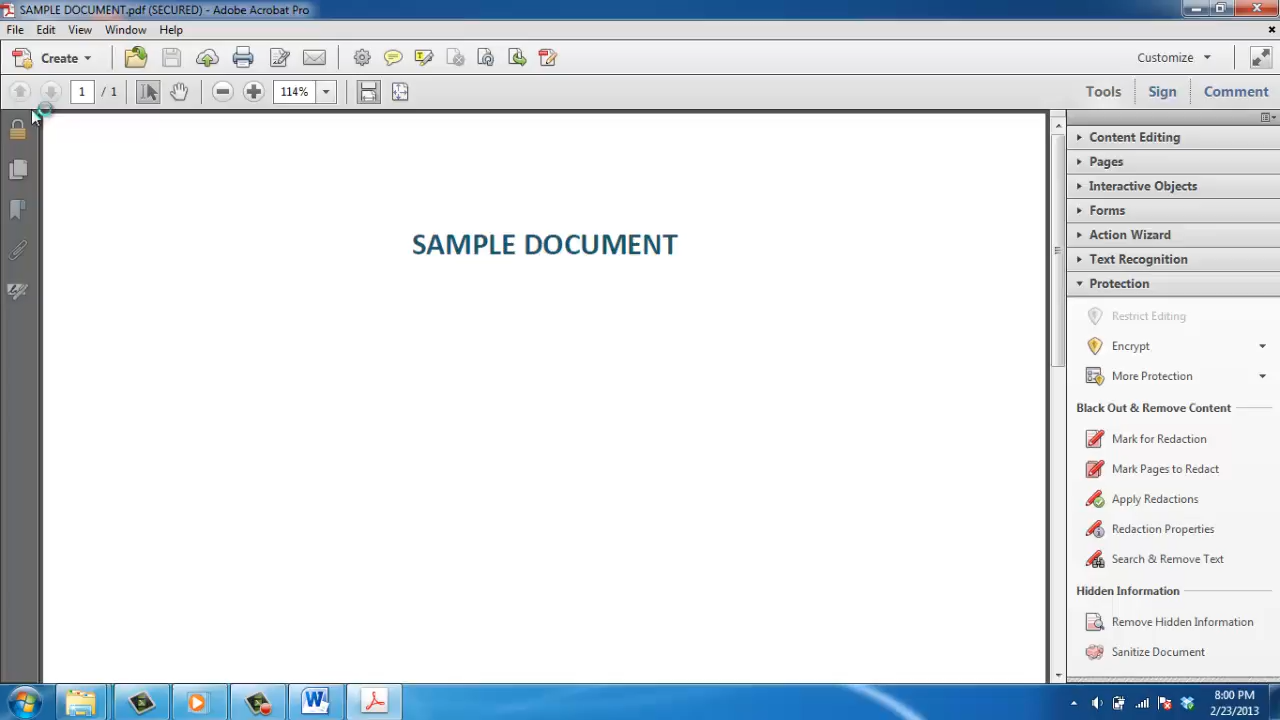 SAMPLE DOCUMENT.pdf (SECURED) - Adobe Acrobat Pro
File Edit View Window Help
Create Customize
1 / 1 114% Tools Sign Comment
Content Editing
Pages
Interactive Objects
Forms
Action Wizard
Text Recognition
Protection
Restrict Editing
Encrypt
More Protection
Black Out & Remove Content
Mark for Redaction
Mark Pages to Redact
Apply Redactions
Redaction Properties
Search & Remove Text
Hidden Information
Remove Hidden Information
Sanitize Document
SAMPLE DOCUMENT
8:00 PM
2/23/2013